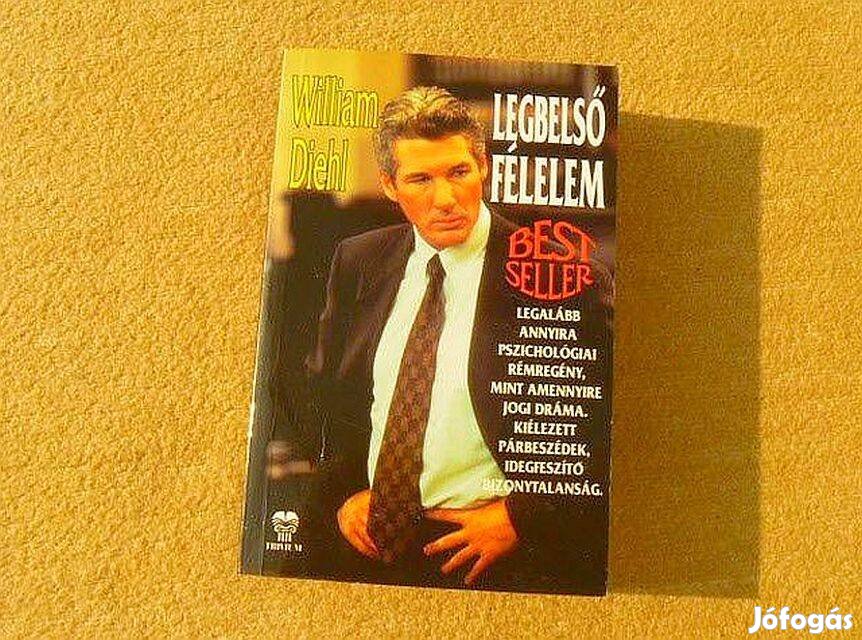 William
Diehl
LEGBELSŐ
FÉLELEM
BEST
SELLER
LEGALÁBB
ANNYIRA
PSZICHOLÓGIAI
RÉMREGÉNY,
MINT AMENNYIRE
JOGI DRÁMA.
KIÉLEZETT
PÁRBESZÉDEK,
IDEGFESZÍTŐ
BIZONYTALANSÁG.
Jófogás